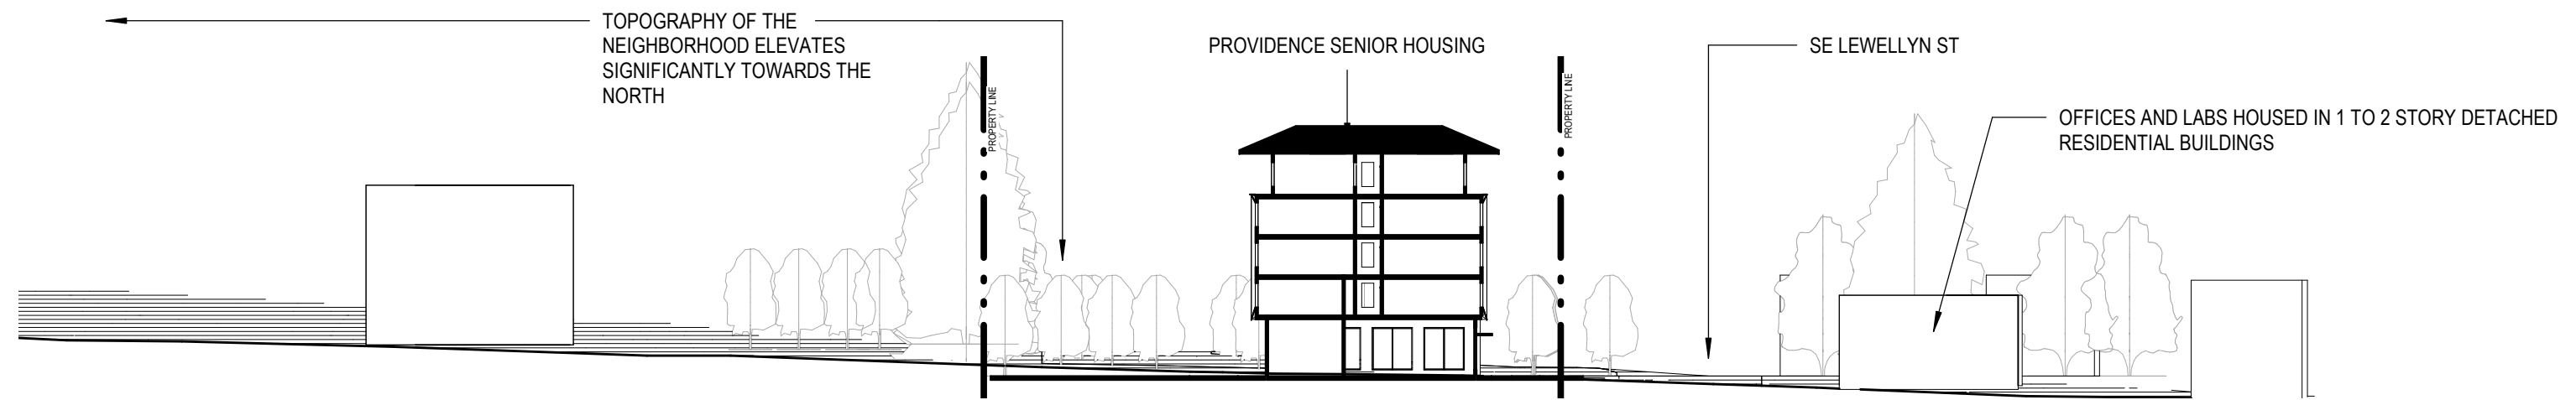 TOPOGRAPHY OF THE
NEIGHBORHOOD ELEVATES
SIGNIFICANTLY TOWARDS THE
NORTH
PROPERTY LINE
PROVIDENCE SENIOR HOUSING
PROPERTY LINE
SE LEWELLYN ST
OFFICES AND LABS HOUSED IN 1 TO 2 STORY DETACHED
RESIDENTIAL BUILDINGS